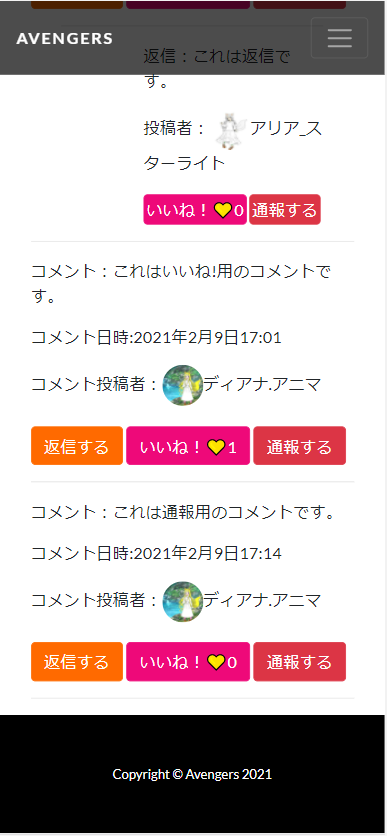 AVENGERS
返信：これは返信で
す。
投稿者：アリア_ス
ターライト
いいね！💛0 通報する
コメント：これはいいね!用のコメントで
す。
コメント日時:2021年2月9日17:01
コメント投稿者：ディアナ.アニマ
返信する いいね！💛1 通報する
コメント：これは通報用のコメントです。
コメント日時:2021年2月9日17:14
コメント投稿者：ディアナ.アニマ
返信する いいね！💛0 通報する
Copyright © Avengers 2021